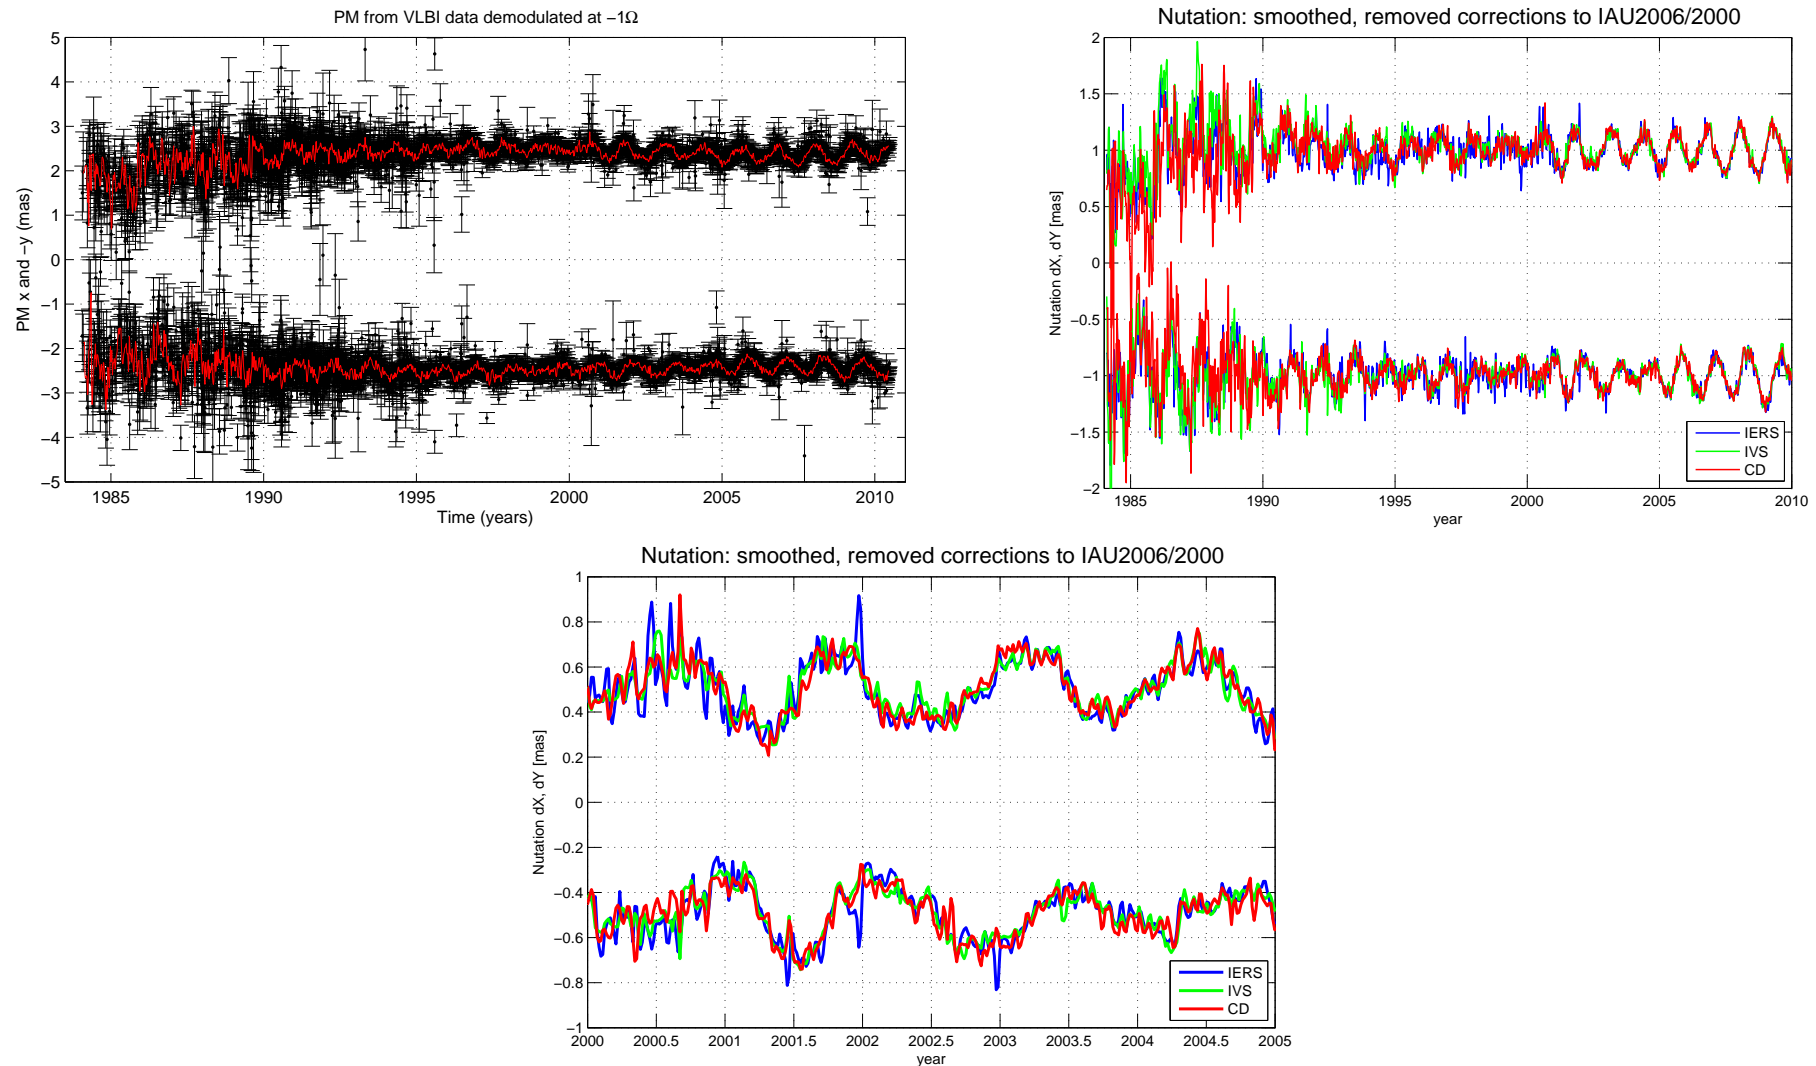 PM from VLBI data demodulated at −1Ω
5
4
3
2
1
0
−1
−2
−3
−4
−5
PM x and −y (mas)
1985 1990 1995 2000 2005 2010
Time (years)
Nutation: smoothed, removed corrections to IAU2006/2000
2
1.5
1
0.5
0
−0.5
−1
−1.5
−2
Nutation dX, dY [mas]
IERS
IVS
CD
1985 1990 1995 2000 2005 2010
year
Nutation: smoothed, removed corrections to IAU2006/2000
1
0.8
0.6
0.4
0.2
0
−0.2
−0.4
−0.6
−0.8
−1
Nutation dX, dY [mas]
IERS
IVS
CD
2000 2000.5 2001 2001.5 2002 2002.5 2003 2003.5 2004 2004.5 2005
year